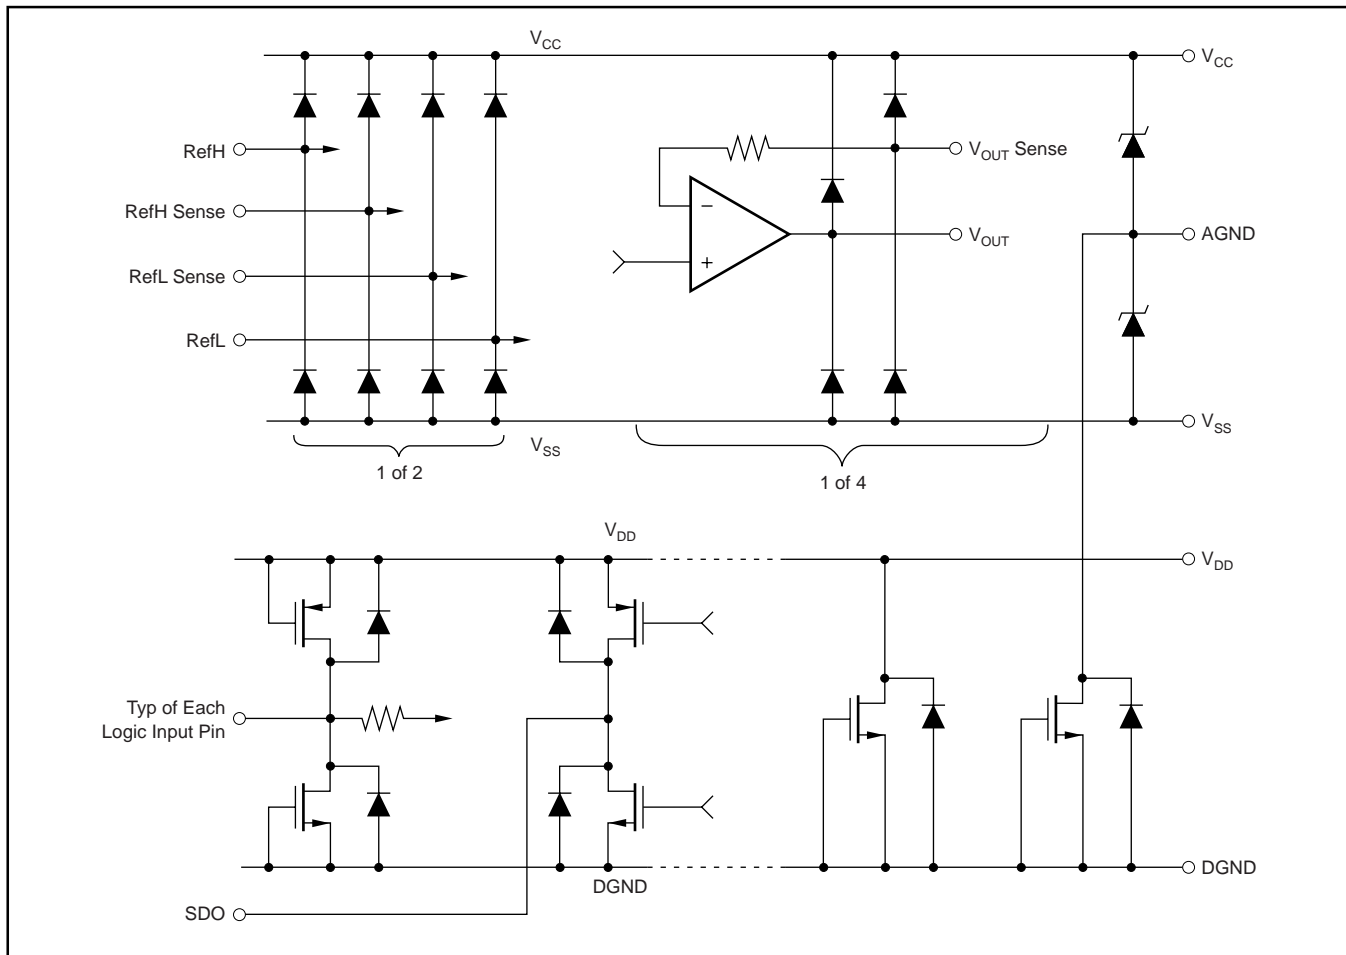 V_CC
V_CC
RefH
V_OUT Sense
RefH Sense
−
V_OUT
AGND
+
RefL Sense
RefL
V_SS
V_SS
1 of 2
1 of 4
V_DD
V_DD
Typ of Each
Logic Input Pin
DGND
DGND
SDO